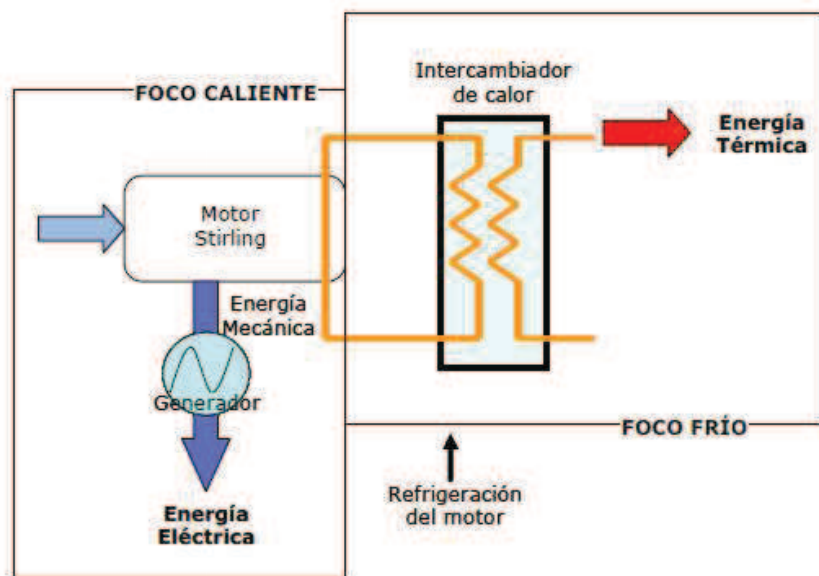 Intercambiador
de calor
FOCO CALIENTE
Energía
Térmica
Motor
Stirling
Energía
Mecánica
Generador
FOCO FRÍO
Refrigeración
del motor
Energía
Eléctrica